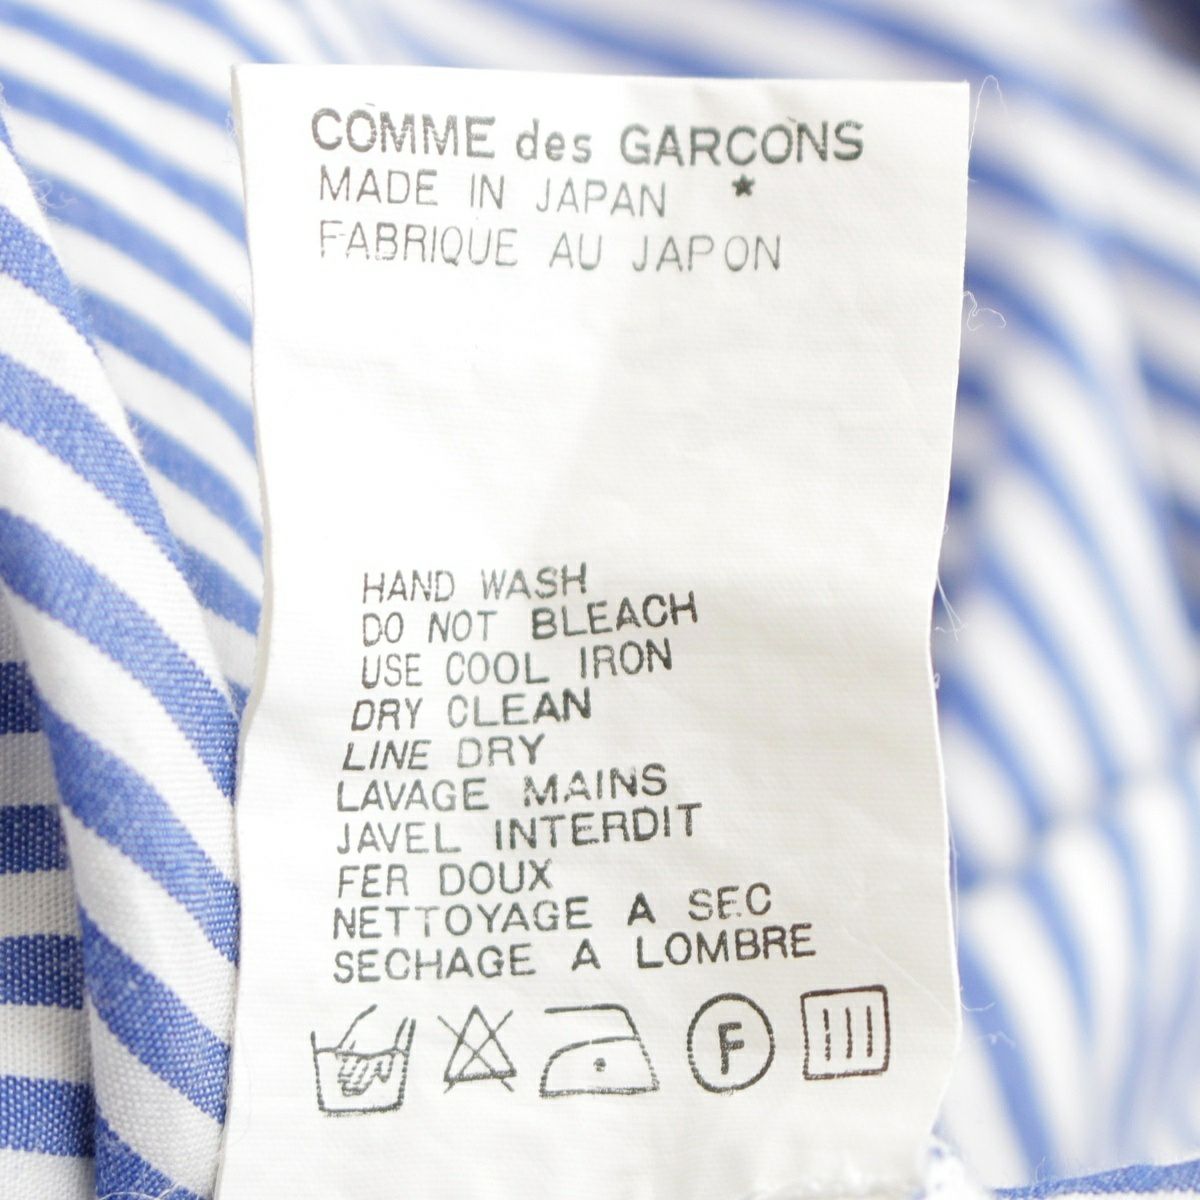 COMME des GARCONS
MADE IN JAPAN ★
FABRIQUE AU JAPON
HAND WASH
DO NOT BLEACH
USE COOL IRON
DRY CLEAN
LINE DRY
LAVAGE MAINS
JAVEL INTERDIT
FER DOUX
NETTOYAGE A SEC
SECHAGE A LOMBRE
F